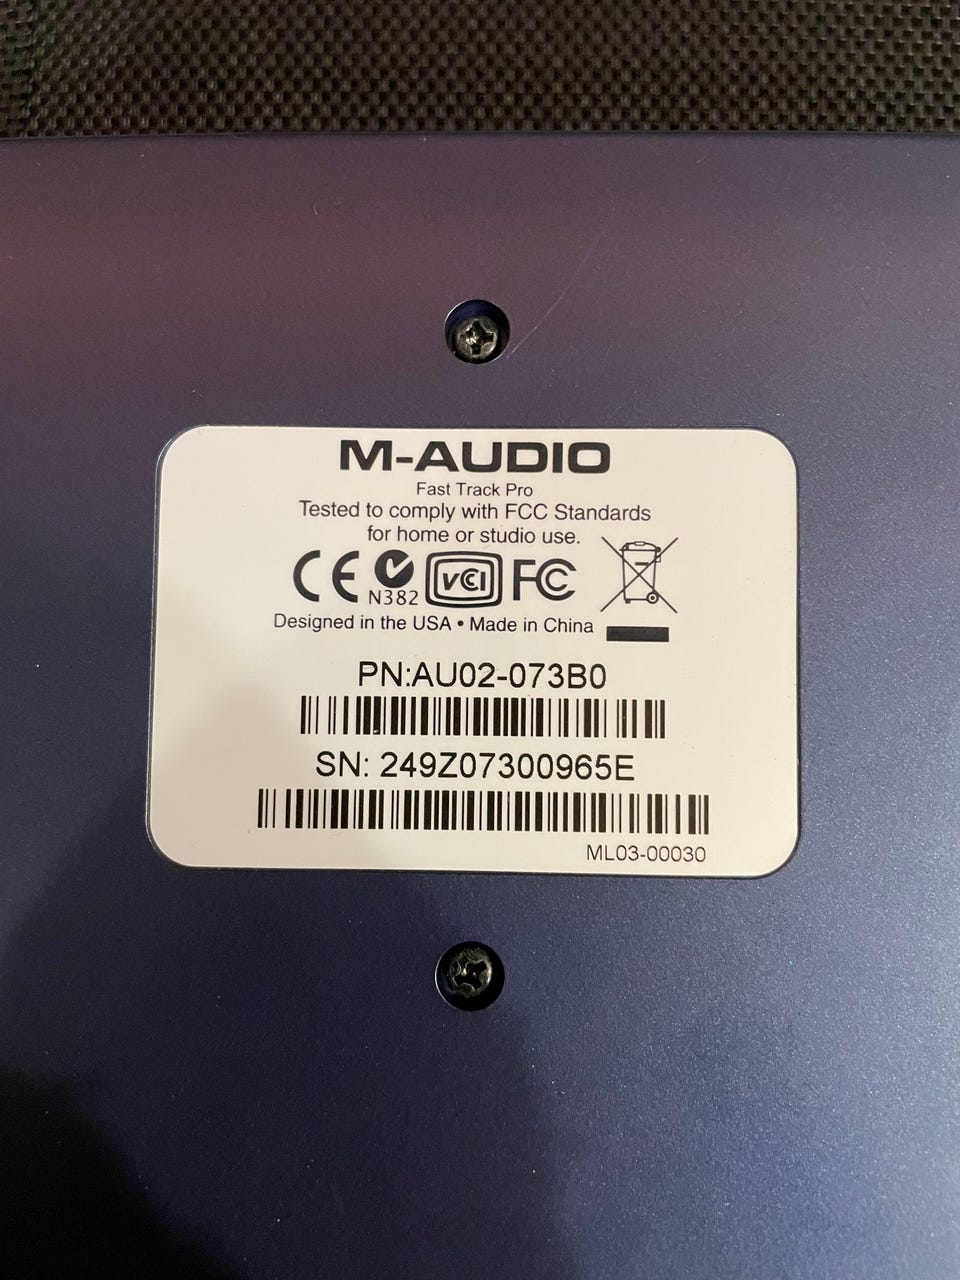 M-AUDIO
Fast Track Pro
Tested to comply with FCC Standards
for home or studio use.
CE N382 VCI FC
Designed in the USA • Made in China
PN:AU02-073B0
SN: 249Z07300965E
ML03-00030